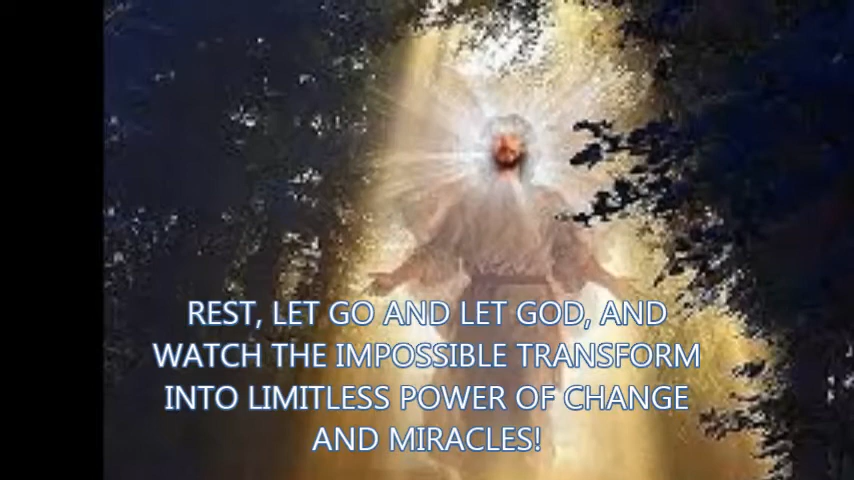 REST, LET GO AND LET GOD, AND
WATCH THE IMPOSSIBLE TRANSFORM
INTO LIMITLESS POWER OF CHANGE
AND MIRACLES!